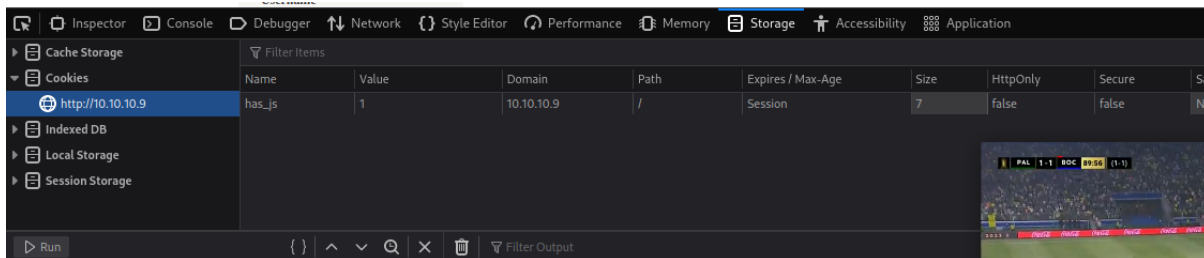 Username
Inspector Console Debugger Network {} Style Editor Performance Memory Storage Accessibility Application
Cache Storage Filter Items
Cookies Name Value Domain Path Expires / Max-Age Size HttpOnly Secure
http://10.10.10.9 has_js 1 10.10.10.9 / Session 7 false false N
Indexed DB
Local Storage
Session Storage
PAL 1-1 BOC 89:56 (1-1)
Run { } Filter Output